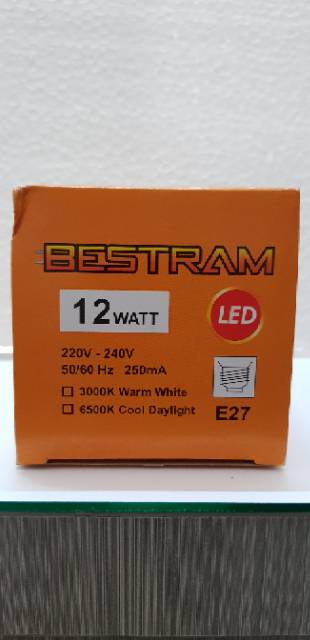 BESTRAM
12 WATT
LED
220V - 240V
50/60 Hz 250mA
3000K Warm White
6500K Cool Daylight
E27